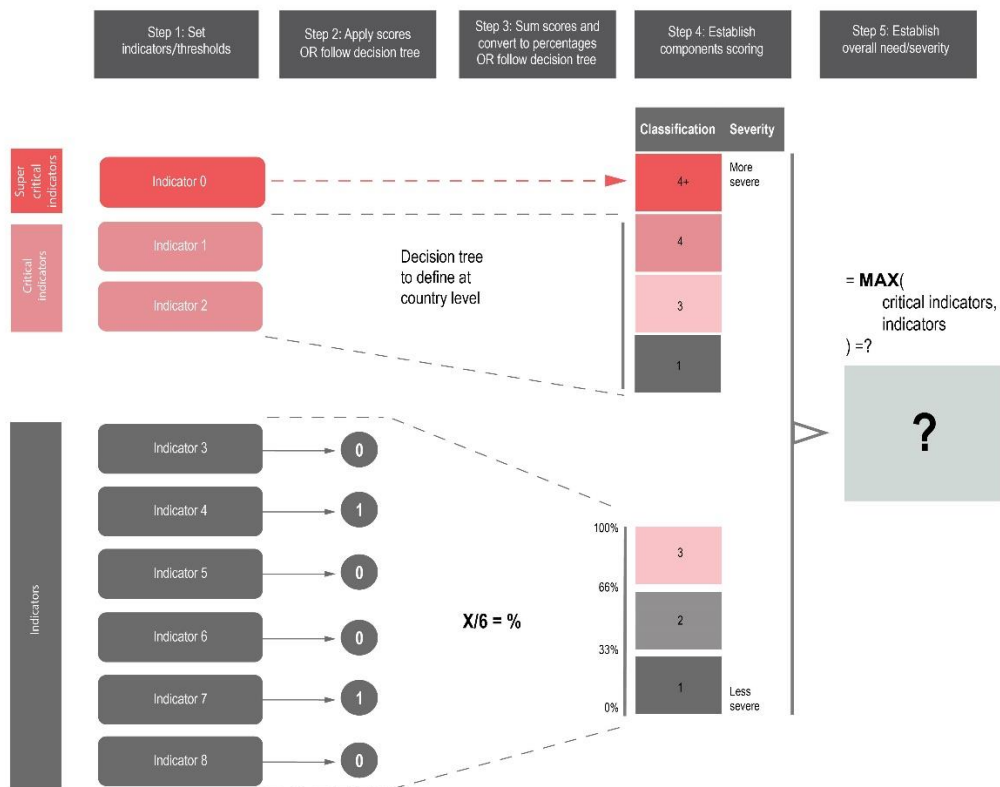 Step 1: Set
indicators/thresholds
Step 2: Apply scores
OR follow decision tree
Step 3: Sum scores and
convert to percentages
OR follow decision tree
Step 4: Establish
components scoring
Step 5: Establish
overall need/severity
Classification Severity
Super
critical
indicators
Indicator 0
4+
More
severe
Critical
indicators
Indicator 1
Indicator 2
Decision tree
to define at
country level
4
3
1
= MAX(
critical indicators,
indicators
) =?
?
Indicators
Indicator 3
0
Indicator 4
1
Indicator 5
0
Indicator 6
0
Indicator 7
1
Indicator 8
0
X/6 = %
100%
66%
33%
0%
3
2
1
Less
severe